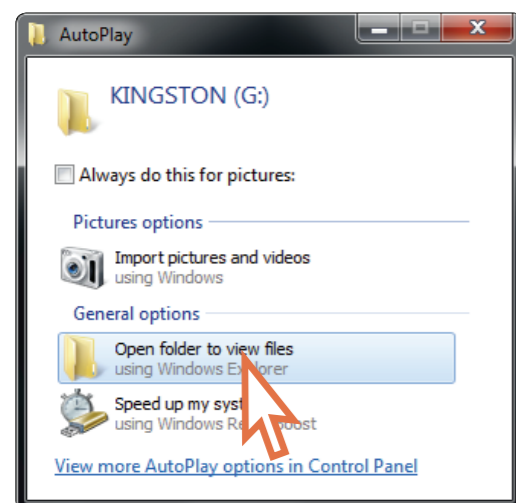 AutoPlay
KINGSTON (G:)
Always do this for pictures:
Pictures options
Import pictures and videos
using Windows
General options
Open folder to view files
using Windows Explorer
Speed up my
using Windows
View more AutoPlay options in Control Panel